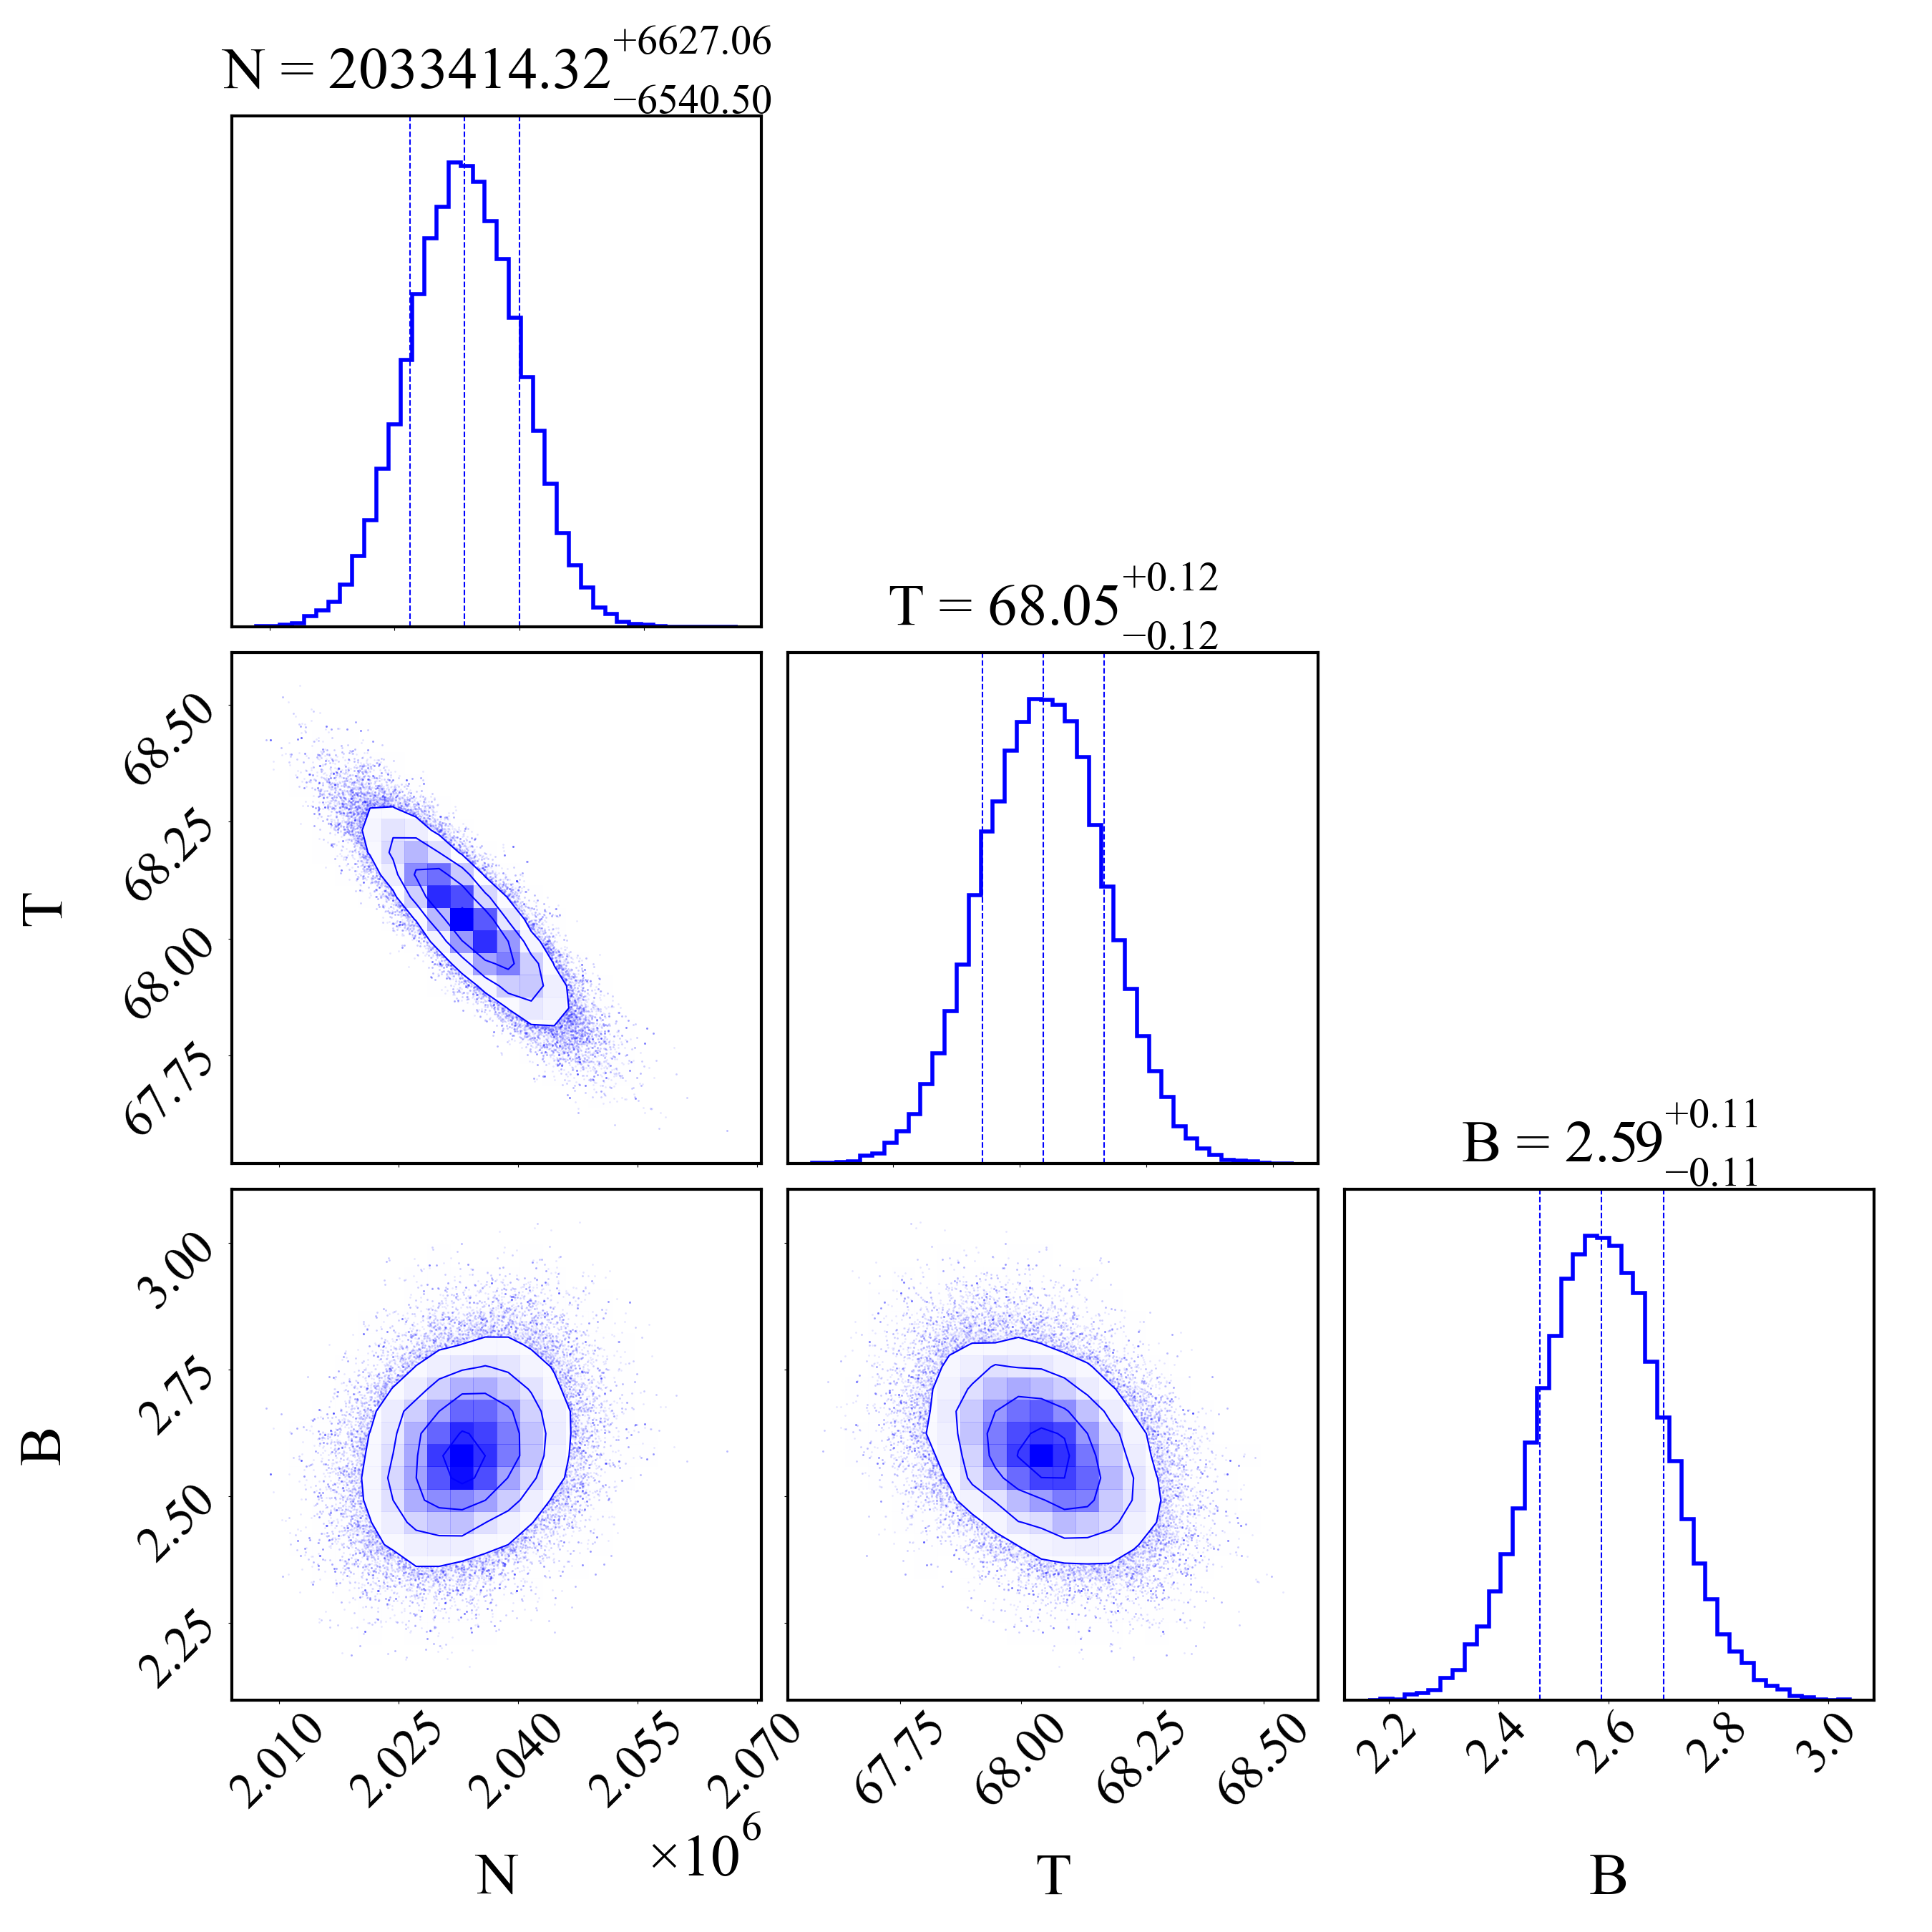 N = 2033414.32+6627.06−6540.50
T = 68.05+0.12−0.12
68.50
68.25
68.00
67.75
T
B = 2.59+0.11−0.11
3.00
2.75
2.50
2.25
B
2.010 2.025 2.040 2.055 2.070
67.75 68.00 68.25 68.50
2.2 2.4 2.6 2.8 3.0
×10⁶
N
T
B